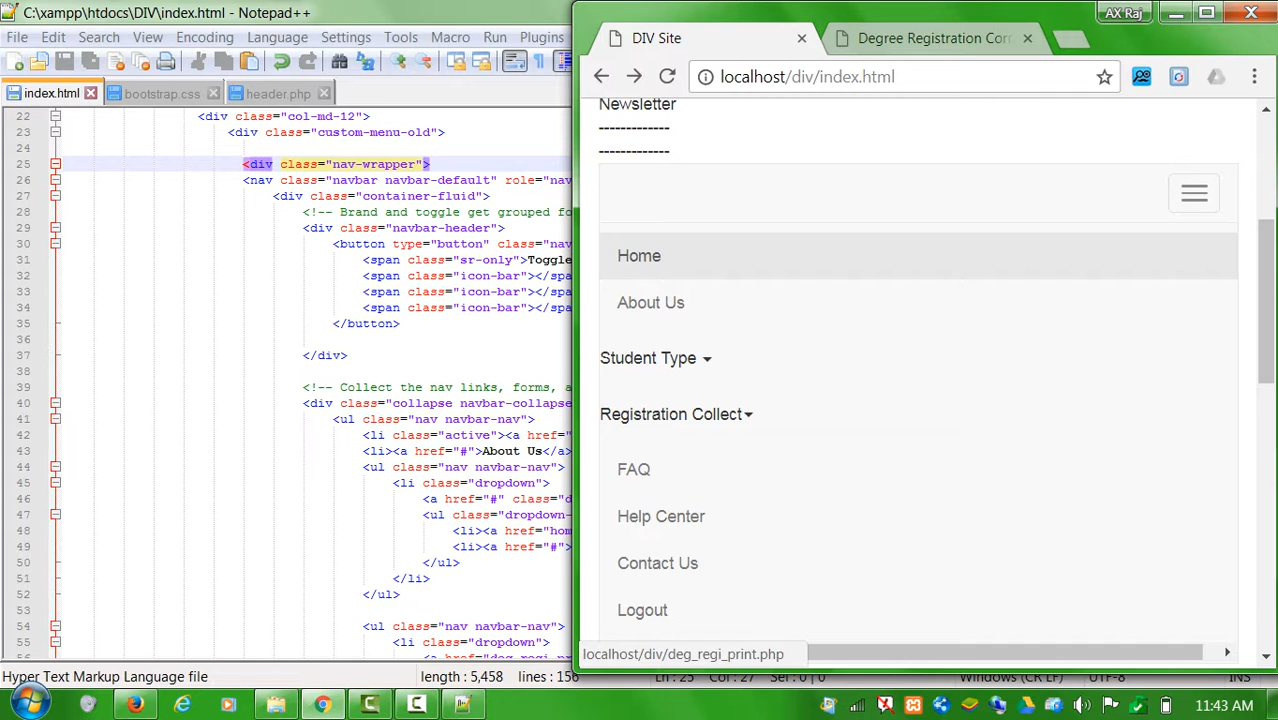 C:\xampp\htdocs\DIV\index.html - Notepad++
File Edit Search View Encoding Language Settings Tools Macro Run Plugins
index.html bootstrap.css header.php
22 <div class="col-md-12">
23 <div class="custom-menu-old">
24
25 <div class="nav-wrapper">
26 <nav class="navbar navbar-default" role="nav
27 <div class="container-fluid">
28 <!-- Brand and toggle get grouped fo
29 <div class="navbar-header">
30 <button type="button" class="nav
31 <span class="sr-only">Toggle
32 <span class="icon-bar"></spa
33 <span class="icon-bar"></spa
34 <span class="icon-bar"></spa
35 </button>
36
37 </div>
38
39 <!-- Collect the nav links, forms, a
40 <div class="collapse navbar-collapse
41 <ul class="nav navbar-nav">
42 <li class="active"><a href="
43 <li><a href="#">About Us</a>
44 <ul class="nav navbar-nav">
45 <li class="dropdown">
46 <a href="#" class="d
47 <ul class="dropdown-
48 <li><a href="hom
49 <li><a href="#">
50 </ul>
51 </li>
52 </ul>
53
54 <ul class="nav navbar-nav">
55 <li class="dropdown">
Hyper Text Markup Language file length : 5,458 lines : 156 Ln : 25 Col : 27 Sel : 0 | 0 Windows (CR LF) UTF-8 INS
AX Raj
DIV Site
Degree Registration Cor
localhost/div/index.html
Newsletter
-------------
-------------
Home
About Us
Student Type
Registration Collect
FAQ
Help Center
Contact Us
Logout
localhost/div/deg_regi_print.php
11:43 AM